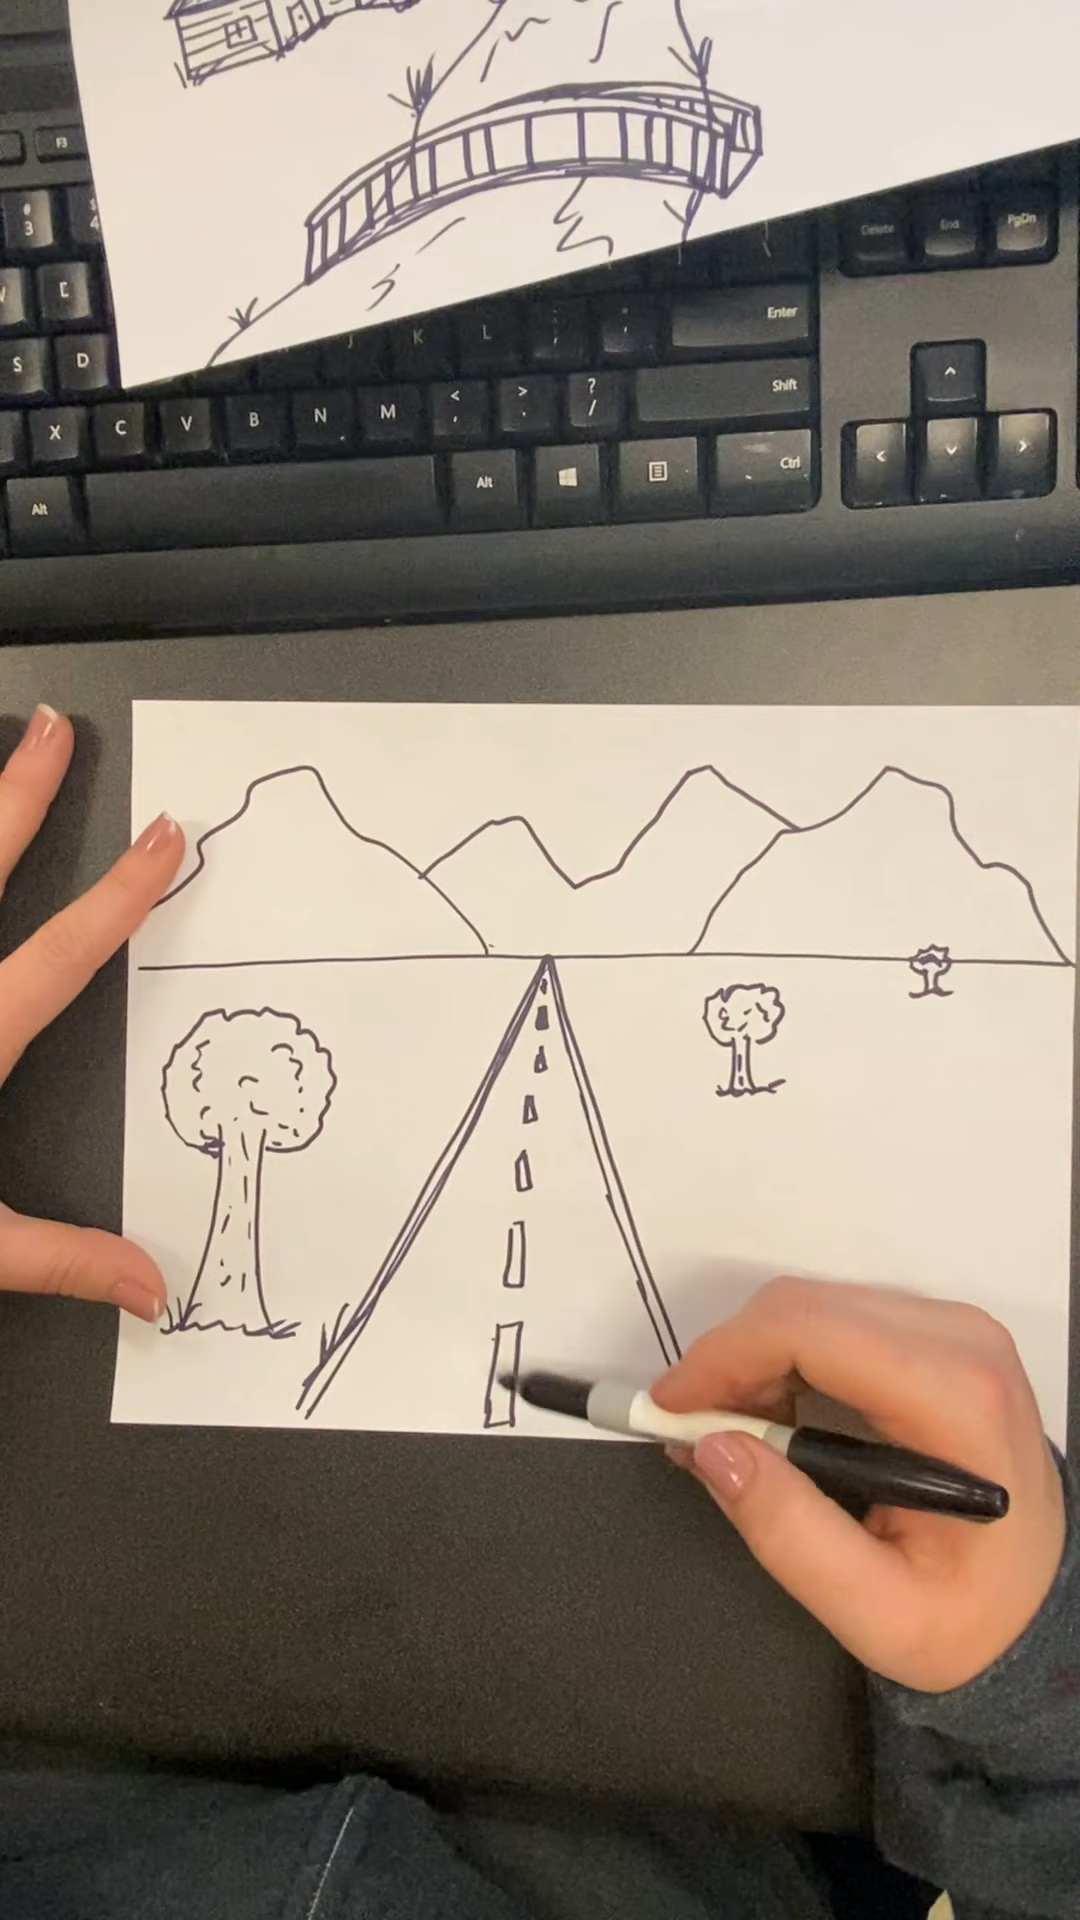 F3
# 3
$ 4
Delete End PgDn
E
K L : ; " ' Enter
S D
X C V B N M < , > . ? / Shift
Alt Alt Ctrl